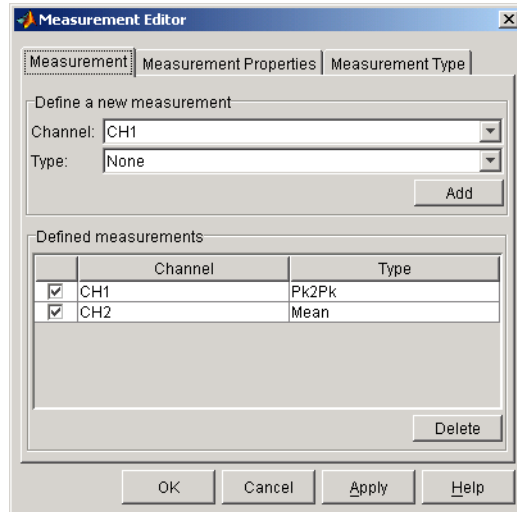 Measurement Editor
Measurement Measurement Properties Measurement Type
Define a new measurement
Channel: CH1
Type: None
Add
Defined measurements
Channel Type
CH1 Pk2Pk
CH2 Mean
Delete
OK Cancel Apply Help